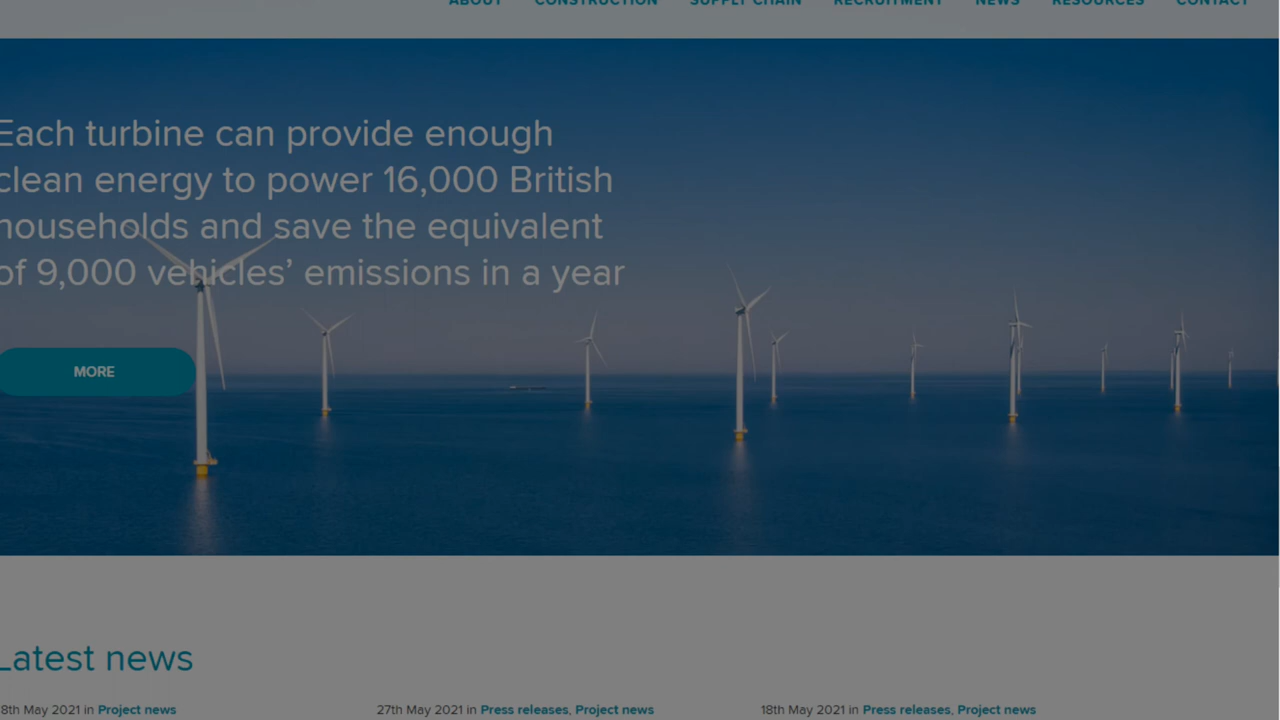 ABOUT CONSTRUCTION SUPPLY CHAIN RECRUITMENT NEWS RESOURCES CONTACT
Each turbine can provide enough
clean energy to power 16,000 British
households and save the equivalent
of 9,000 vehicles’ emissions in a year
MORE
Latest news
8th May 2021 in Project news 27th May 2021 in Press releases, Project news 18th May 2021 in Press releases, Project news